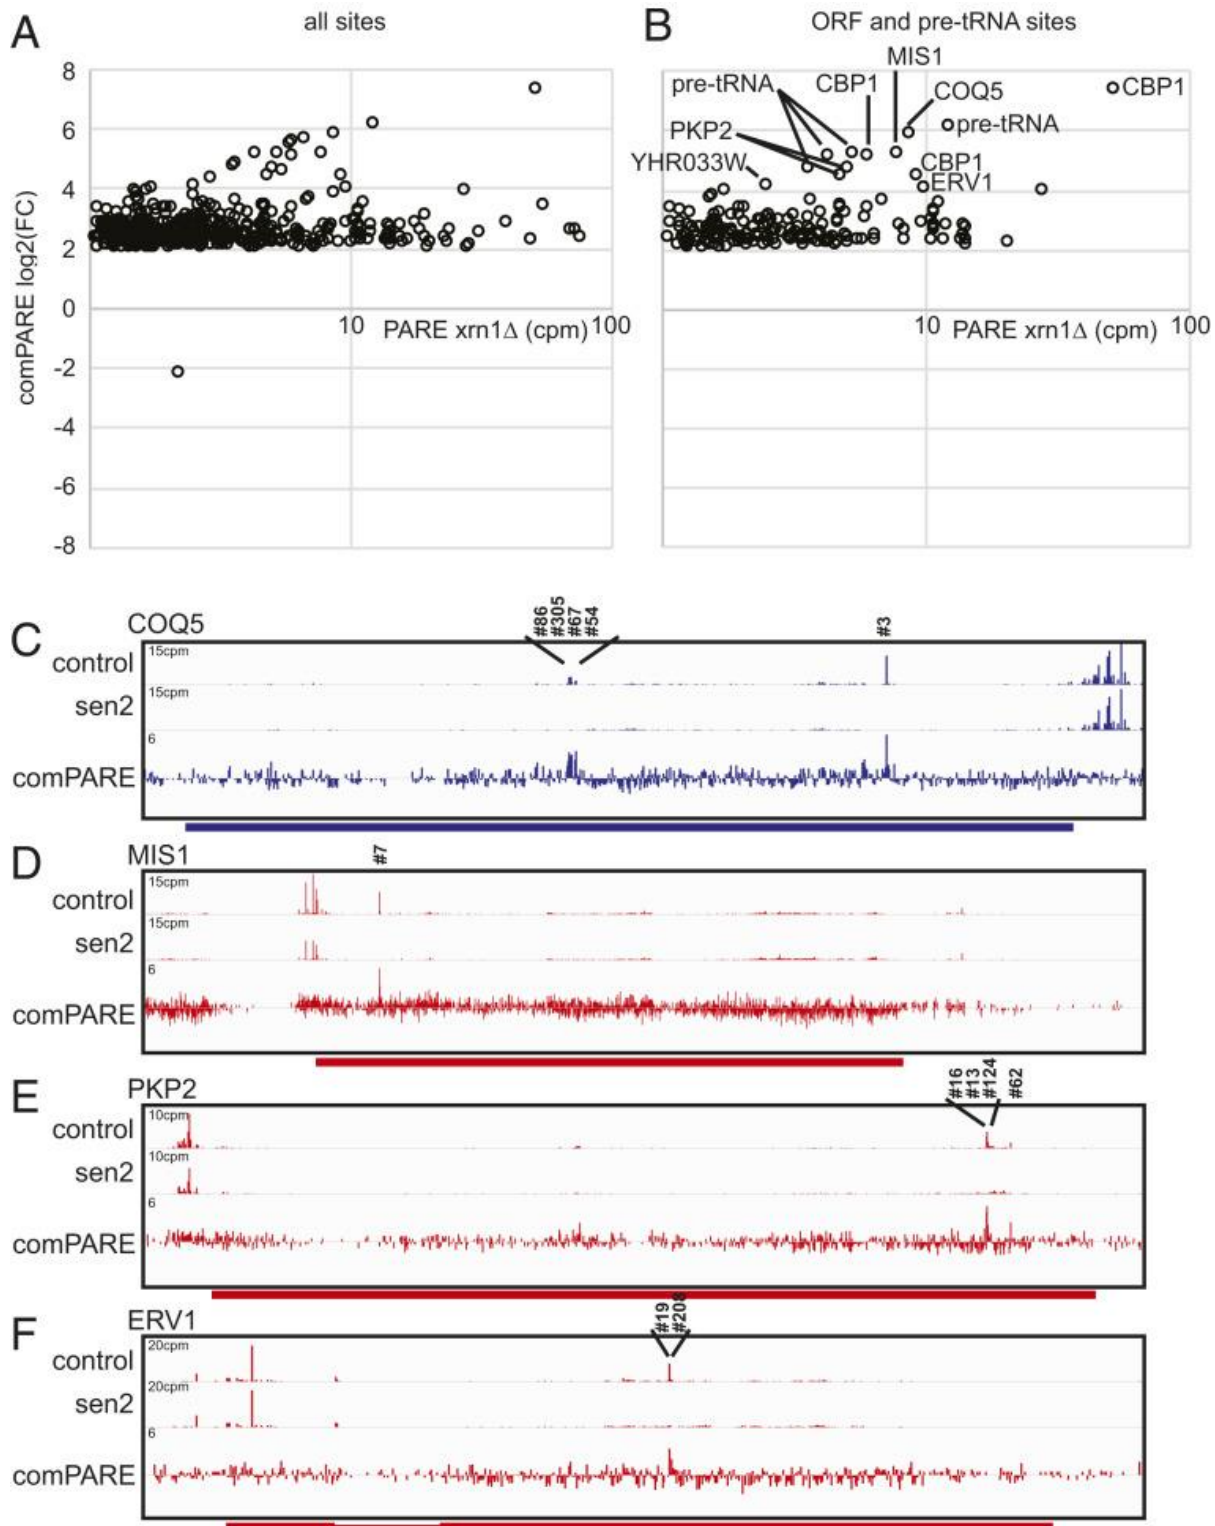 A
all sites
B
ORF and pre-tRNA sites
MIS1
8
6
4
2
0
-2
-4
-6
-8
comPARE log2(FC)
10
PARE xrn1Δ (cpm)
100
pre-tRNA
CBP1
COQ5
CBP1
PKP2
pre-tRNA
YHR033W
CBP1
ERV1
10
PARE xrn1Δ (cpm)
100
C
COQ5
#86
#305
#67
#54
#3
control
15cpm
sen2
15cpm
comPARE
6
D
MIS1
#7
control
15cpm
sen2
15cpm
comPARE
6
E
PKP2
#16
#13
#124
#62
control
10cpm
sen2
10cpm
comPARE
6
F
ERV1
#19
#208
control
20cpm
sen2
20cpm
comPARE
6